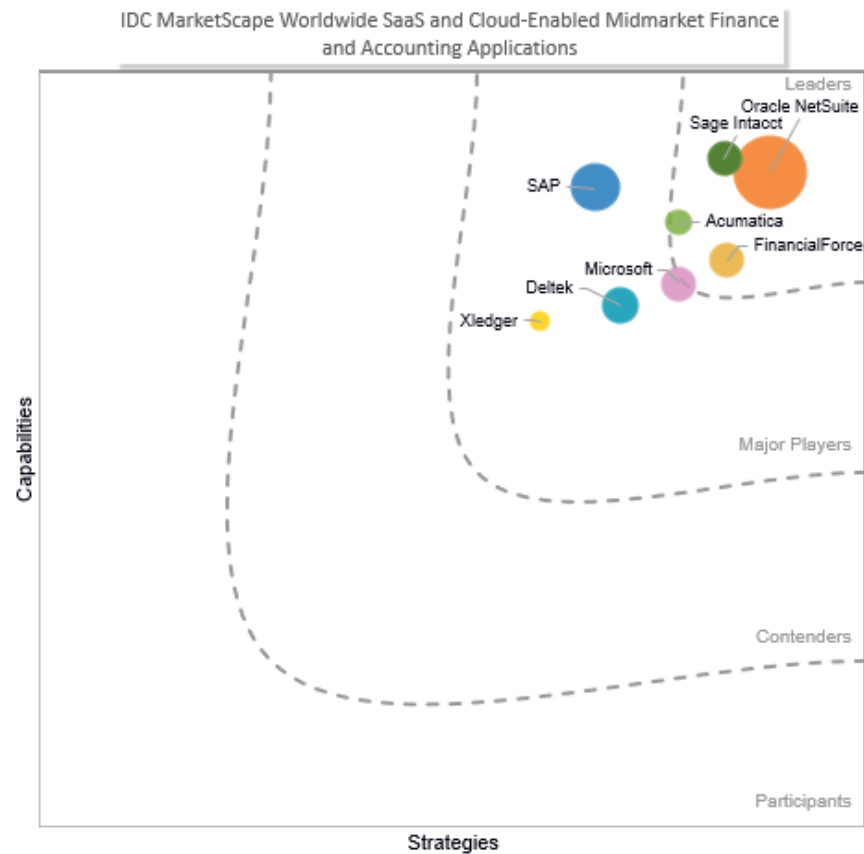 IDC MarketScape Worldwide SaaS and Cloud-Enabled Midmarket Finance
and Accounting Applications
Leaders
Oracle NetSuite
Sage Intacct
SAP
Acumatica
FinancialForce
Microsoft
Deltek
Xledger
Capabilities
Major Players
Contenders
Participants
Strategies